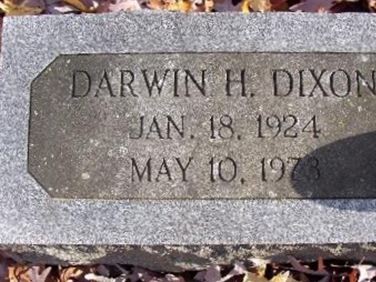 DARWIN H. DIXON
JAN. 18, 1924
MAY 10, 1973